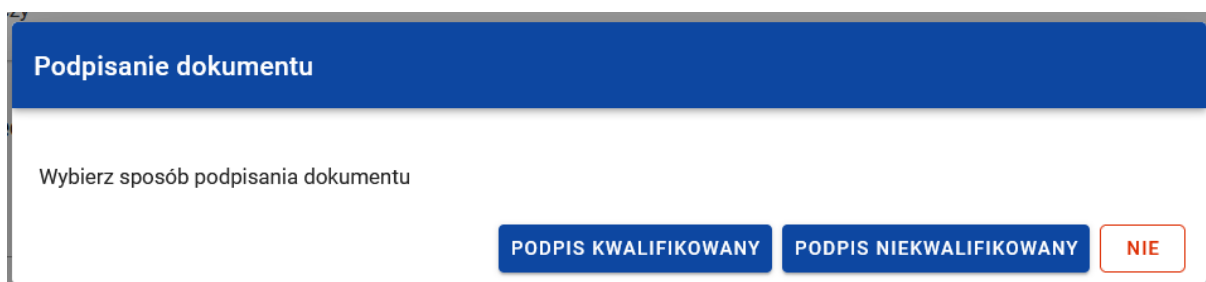 Podpisanie dokumentu
Wybierz sposób podpisania dokumentu
PODPIS KWALIFIKOWANY PODPIS NIEKWALIFIKOWANY NIE